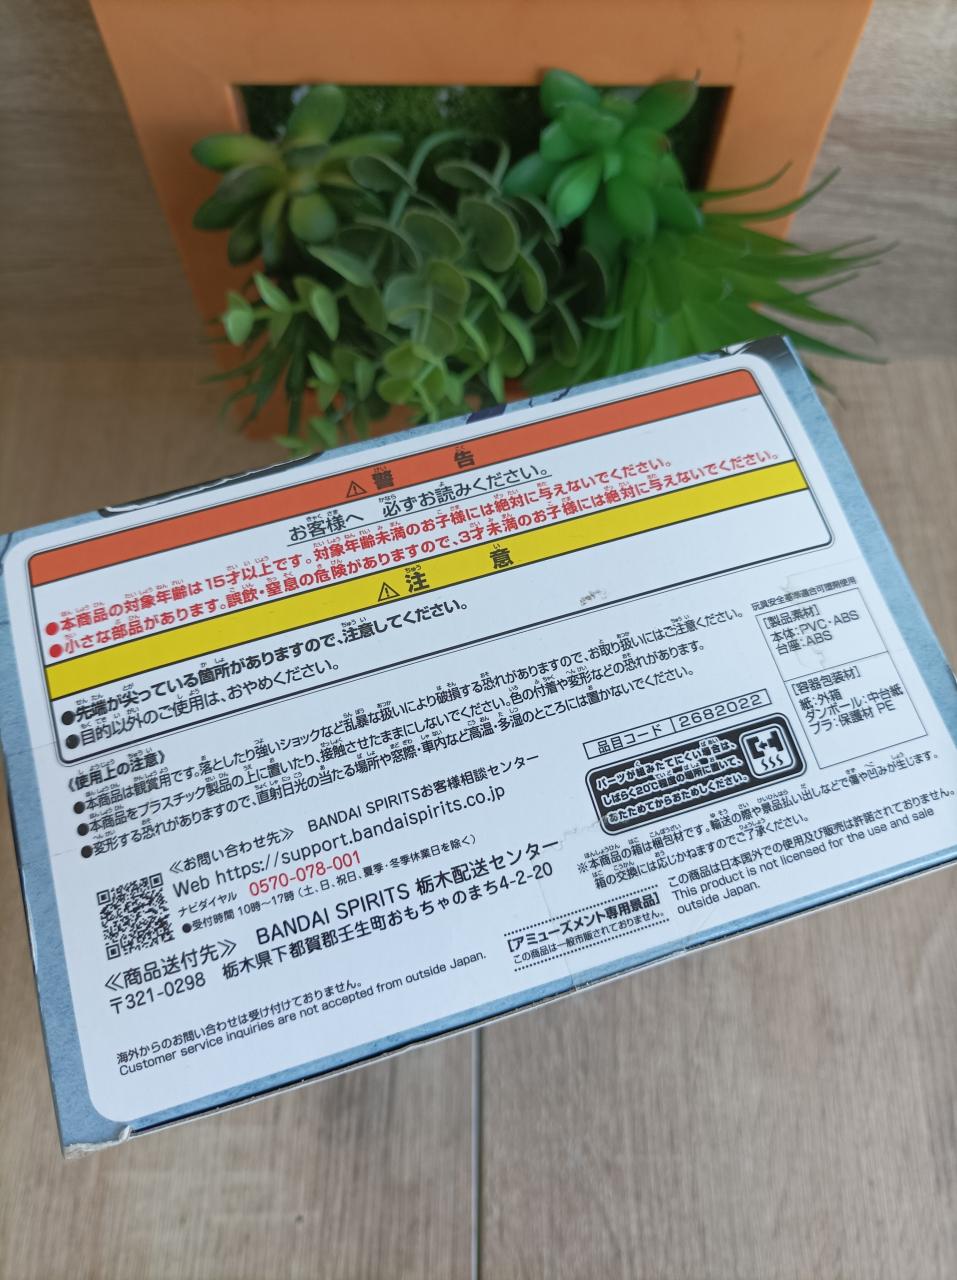 ⚠警告
お客様へ 必ずお読みください。
●本商品の対象年齢は15才以上です。対象年齢未満のお子様には絶対に与えないでください。
●小さな部品があります。誤飲・窒息の危険がありますので、3才未満のお子様には絶対に与えないでください。
⚠注意
●先端が尖っている箇所がありますので、注意してください。
●目的以外のご使用は、おやめください。
《使用上の注意》
●本商品は観賞用です。落としたり強いショックなど乱暴な扱いにより破損する恐れがありますので、お取り扱いにはご注意ください。
●本商品をプラスチック製品の上に置いたり、接触させたままにしないでください。色の付着や変形などの恐れがあります。
●変形する恐れがありますので、直射日光の当たる場所や窓際・車内など高温・多湿のところには置かないでください。
玩具安全基準適合可塑剤使用
[製品素材]
本体：PVC・ABS
台座：ABS
[容器包装材]
紙：外箱
ダンボール：中台紙
プラ：保護材 PE
品目コード 2682022
パーツが組みたてにくい場合は、
しばらく20℃程度の場所に置いて、
あたためてからおためしください。
≪お問い合わせ先≫ BANDAI SPIRITSお客様相談センター
Web https://support.bandaispirits.co.jp
ナビダイヤル 0570-078-001
●受付時間 10時〜17時（土、日、祝日、夏季・冬季休業日を除く）
≪商品送付先≫ BANDAI SPIRITS 栃木配送センター
〒321-0298 栃木県下都賀郡壬生町おもちゃのまち4-2-20
海外からのお問い合わせは受け付けておりません。
Customer service inquiries are not accepted from outside Japan.
※本商品の箱は梱包材です。輸送の際や景品払い出しなどで傷や凹みが生じます。
箱の交換には応じかねますのでご了承ください。
[アミューズメント専用景品]
この商品は一般市販されておりません。
この商品は日本国外での使用及び販売は許諾されておりません。
This product is not licensed for the use and sale
outside Japan.